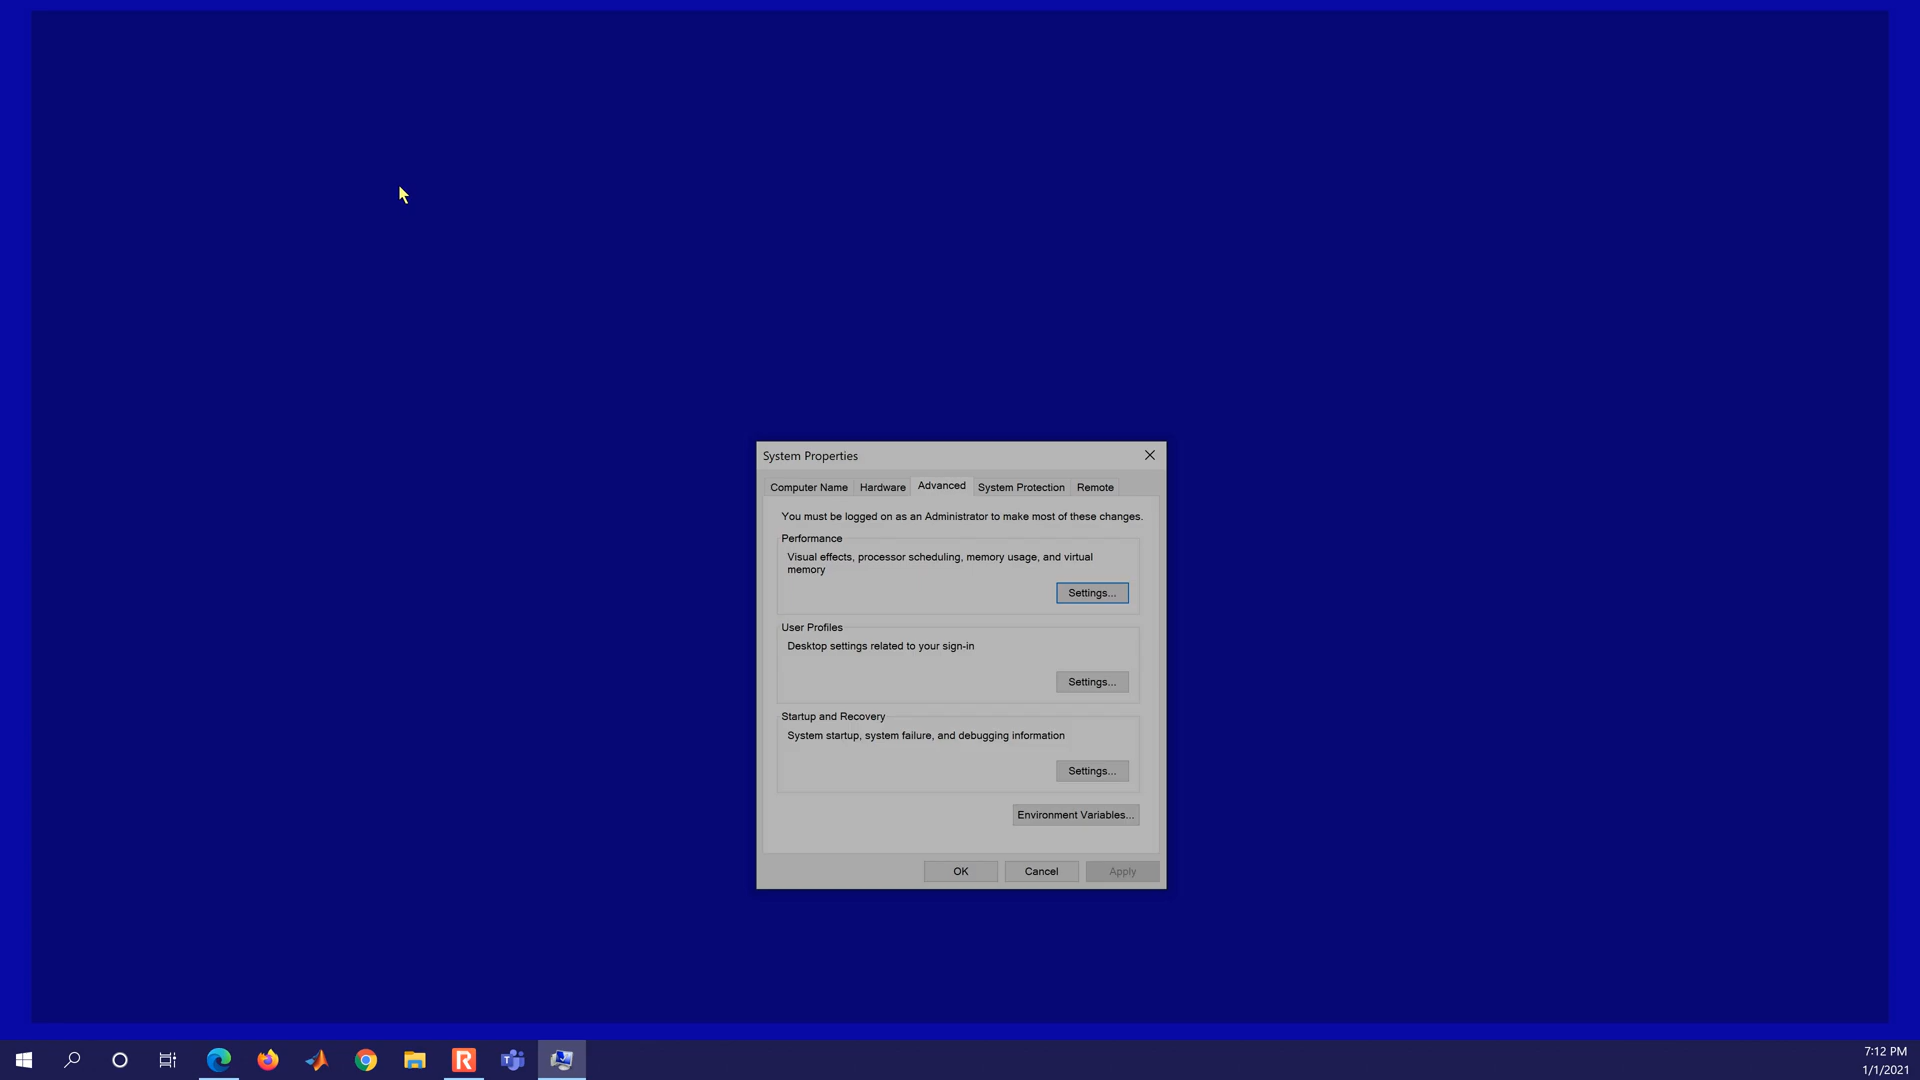 System Properties
Computer Name Hardware Advanced System Protection Remote
You must be logged on as an Administrator to make most of these changes.
Performance
Visual effects, processor scheduling, memory usage, and virtual
memory
Settings...
User Profiles
Desktop settings related to your sign-in
Settings...
Startup and Recovery
System startup, system failure, and debugging information
Settings...
Environment Variables...
OK Cancel Apply
7:12 PM
1/1/2021